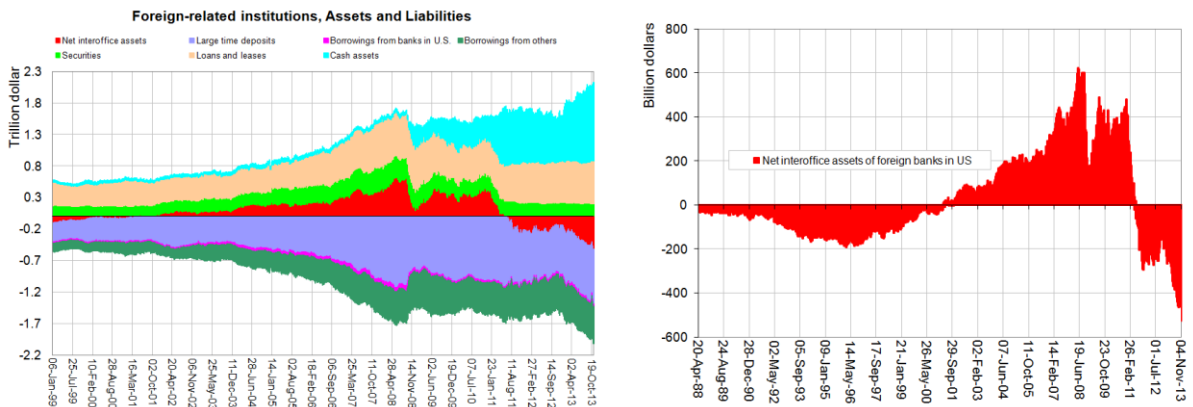 Foreign-related institutions, Assets and Liabilities
Net interoffice assets Large time deposits Borrowings from banks in U.S. Borrowings from others
Securities Loans and leases Cash assets
Trillion dollar
2.3
1.8
1.3
0.8
0.3
-0.2
-0.7
-1.2
-1.7
-2.2
06-Jan-99
25-Jul-99
10-Feb-00
28-Aug-00
16-Mar-01
02-Oct-01
20-Apr-02
06-Nov-02
25-May-03
11-Dec-03
28-Jun-04
14-Jan-05
02-Aug-05
18-Feb-06
06-Sep-06
25-Mar-07
11-Oct-07
28-Apr-08
14-Nov-08
02-Jun-09
19-Dec-09
07-Jul-10
23-Jan-11
11-Aug-11
27-Feb-12
14-Sep-12
02-Apr-13
19-Oct-13
Billion dollars
800
600
400
200
0
-200
-400
-600
Net interoffice assets of foreign banks in US
20-Apr-88
24-Aug-89
28-Dec-90
02-May-92
05-Sep-93
09-Jan-95
14-May-96
17-Sep-97
21-Jan-99
26-May-00
29-Sep-01
02-Feb-03
07-Jun-04
11-Oct-05
14-Feb-07
19-Jun-08
23-Oct-09
26-Feb-11
01-Jul-12
04-Nov-13